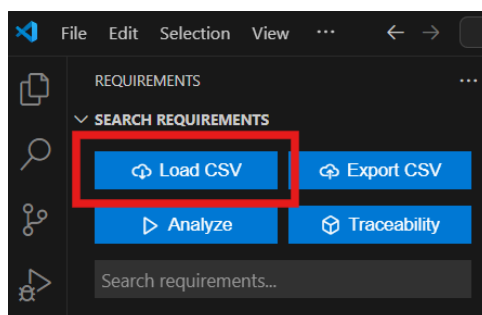 File Edit Selection View ···
REQUIREMENTS ···
SEARCH REQUIREMENTS
Load CSV Export CSV
Analyze Traceability
Search requirements...